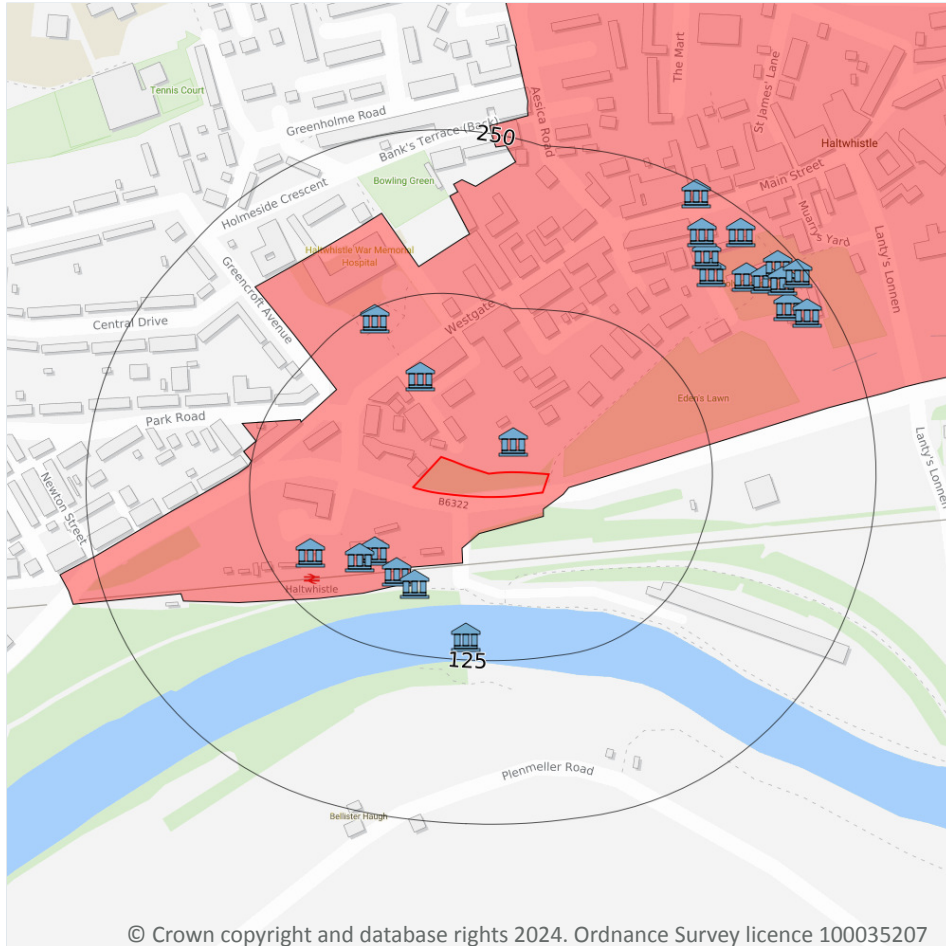 Tennis Court
Greenholme Road
Bank's Terrace (Back)
250
Aesica Road
The Mart
St James' Lane
Haltwhistle
Main Street
Bowling Green
Holmeside Crescent
Muarrys Yard
Lanty's Lonnen
Haltwhistle War Memorial
Hospital
Greencroft Avenue
Westgate
Central Drive
Park Road
Eden's Lawn
Newton Street
Lanty's Lonnen
B6322
Haltwhistle
125
Plenmeller Road
Bellister Haugh
© Crown copyright and database rights 2024. Ordnance Survey licence 100035207